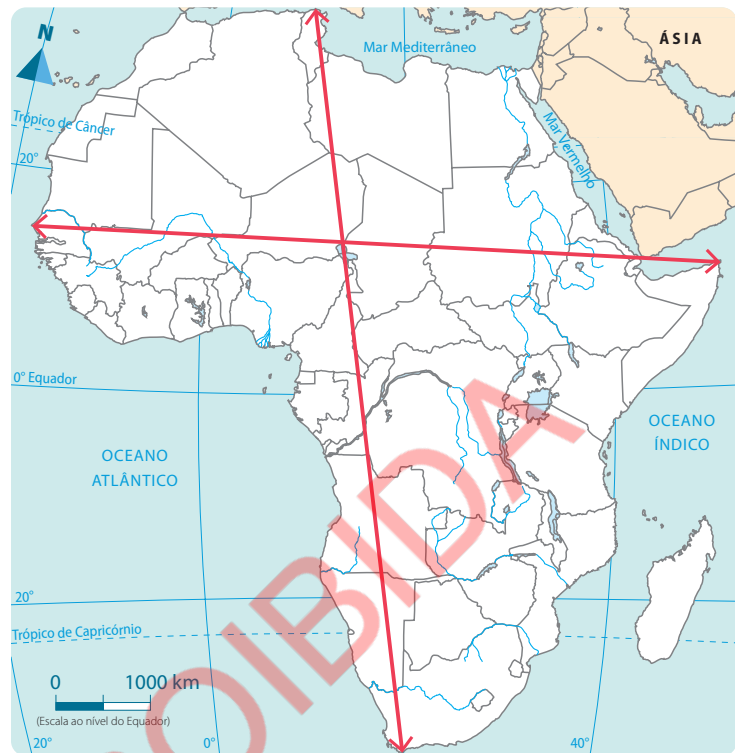 N
Mar Mediterrâneo
ÁSIA
Trópico de Câncer
Mar Vermelho
20°
0° Equador
OCEANO
ATLÂNTICO
OCEANO
ÍNDICO
20°
Trópico de Capricórnio
0 1000 km
(Escala ao nível do Equador)
20° 0° 40°
OIBIDA